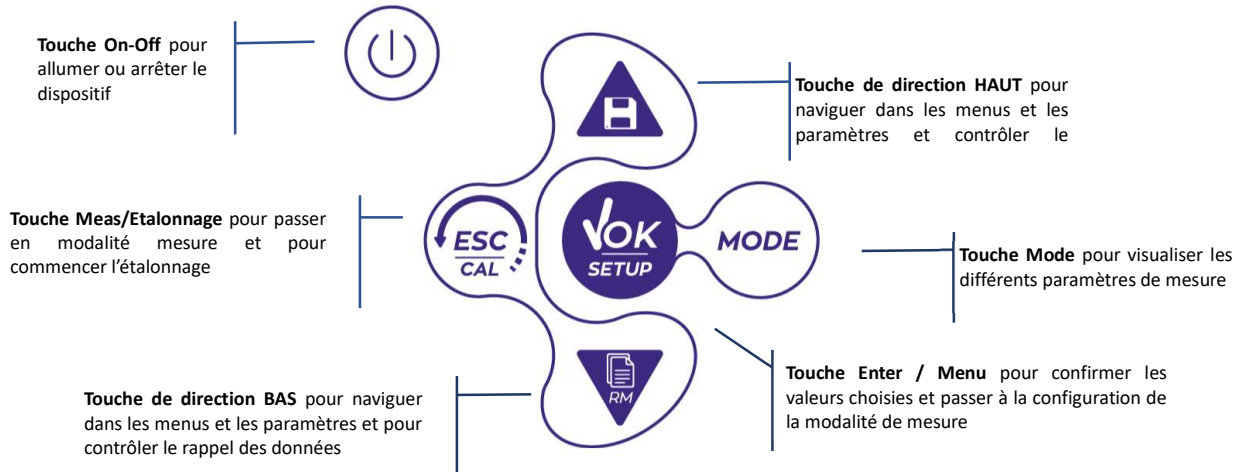 Touche On-Off pour
allumer ou arrêter le
dispositif
Touche de direction HAUT pour
naviguer dans les menus et les
paramètres et contrôler le
Touche Meas/Etalonnage pour passer
en modalité mesure et pour
commencer l’étalonnage
ESC
CAL
OK
SETUP
MODE
Touche Mode pour visualiser les
différents paramètres de mesure
RM
Touche de direction BAS pour naviguer
dans les menus et les paramètres et pour
contrôler le rappel des données
Touche Enter / Menu pour confirmer les
valeurs choisies et passer à la configuration de
la modalité de mesure